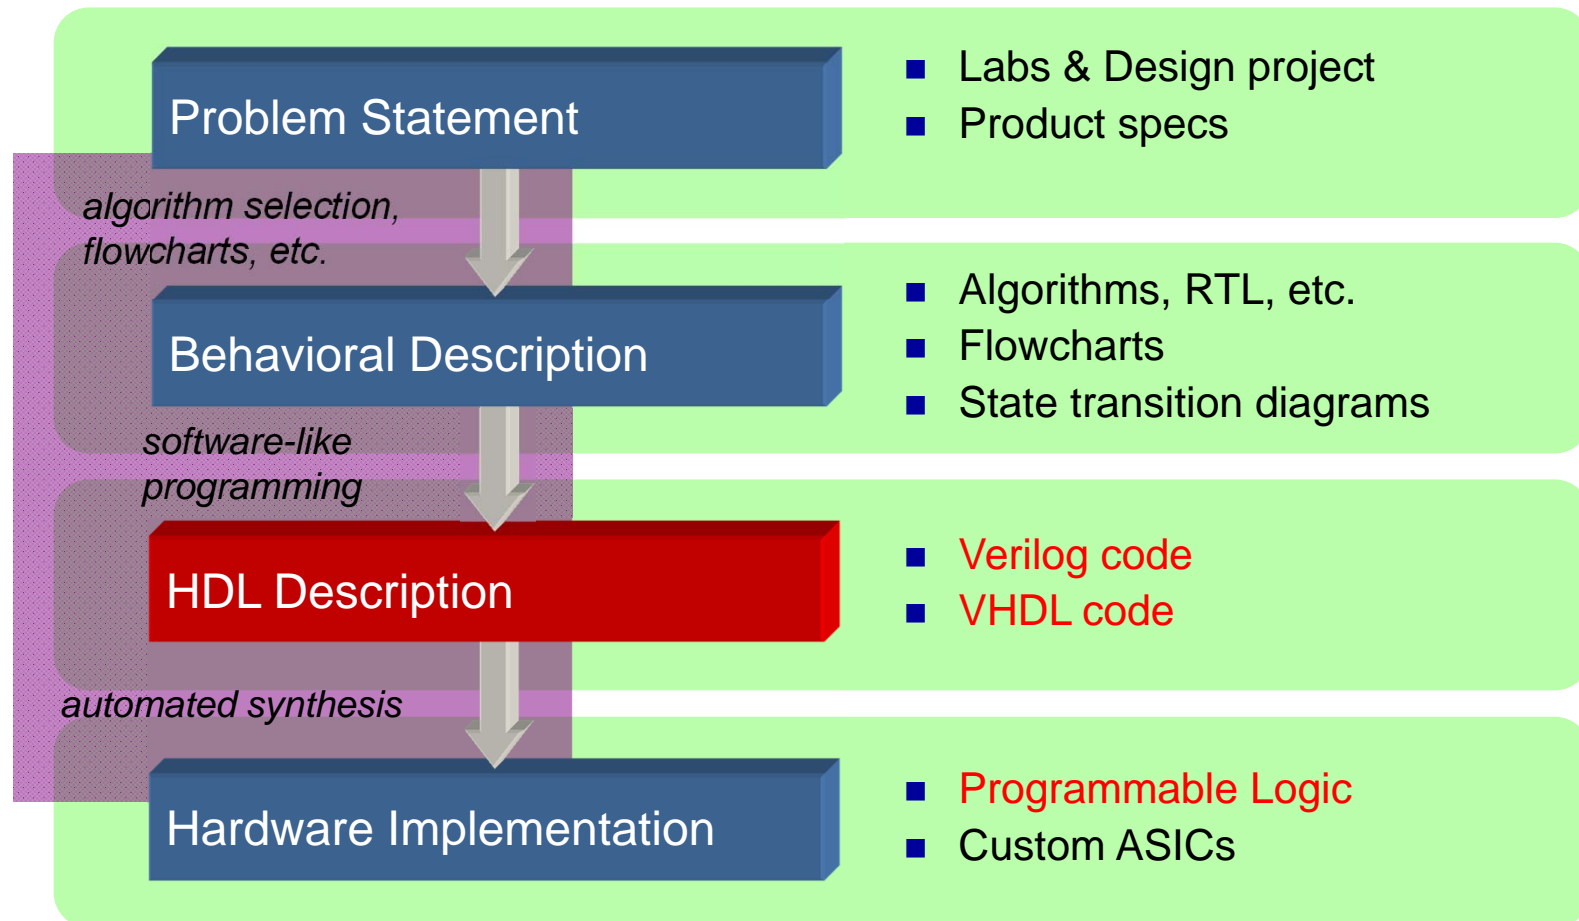 Problem Statement
Labs & Design project
Product specs
algorithm selection,
flowcharts, etc.
Behavioral Description
Algorithms, RTL, etc.
Flowcharts
State transition diagrams
software-like
programming
HDL Description
Verilog code
VHDL code
automated synthesis
Hardware Implementation
Programmable Logic
Custom ASICs